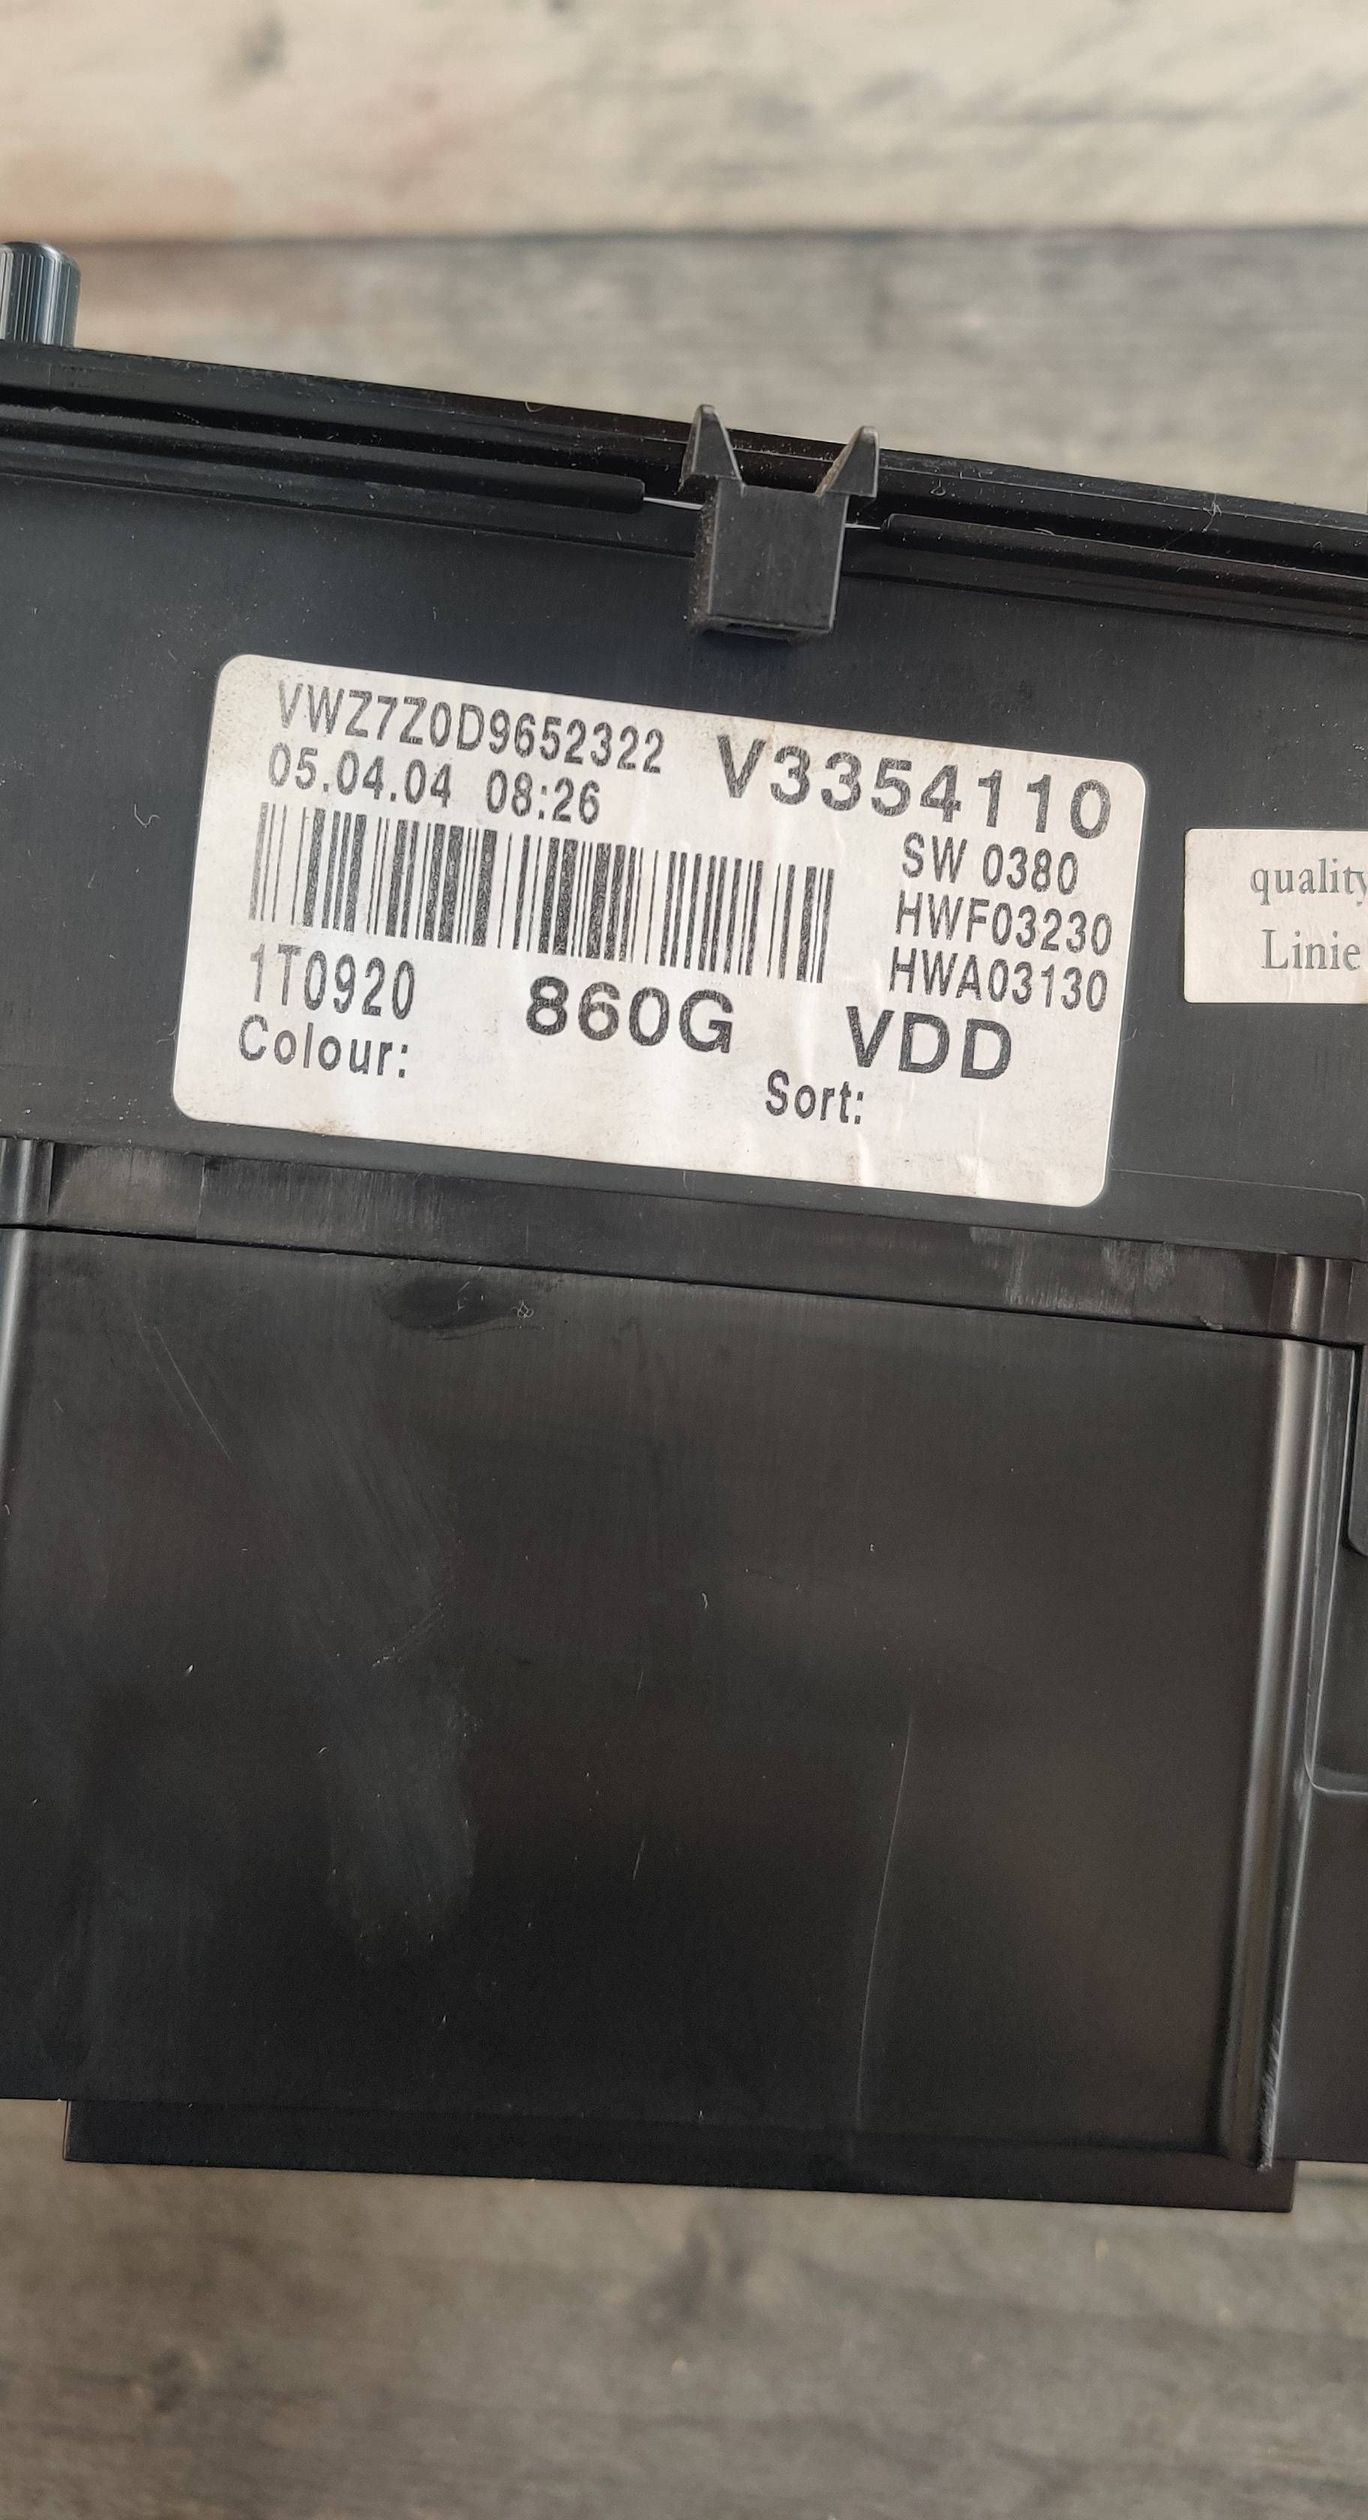 VWZ7Z0D9652322
05.04.04 08:26
V3354110
SW 0380
HWF03230
HWA03130
1T0920 860G VDD
Colour:
Sort:
quality
Linie